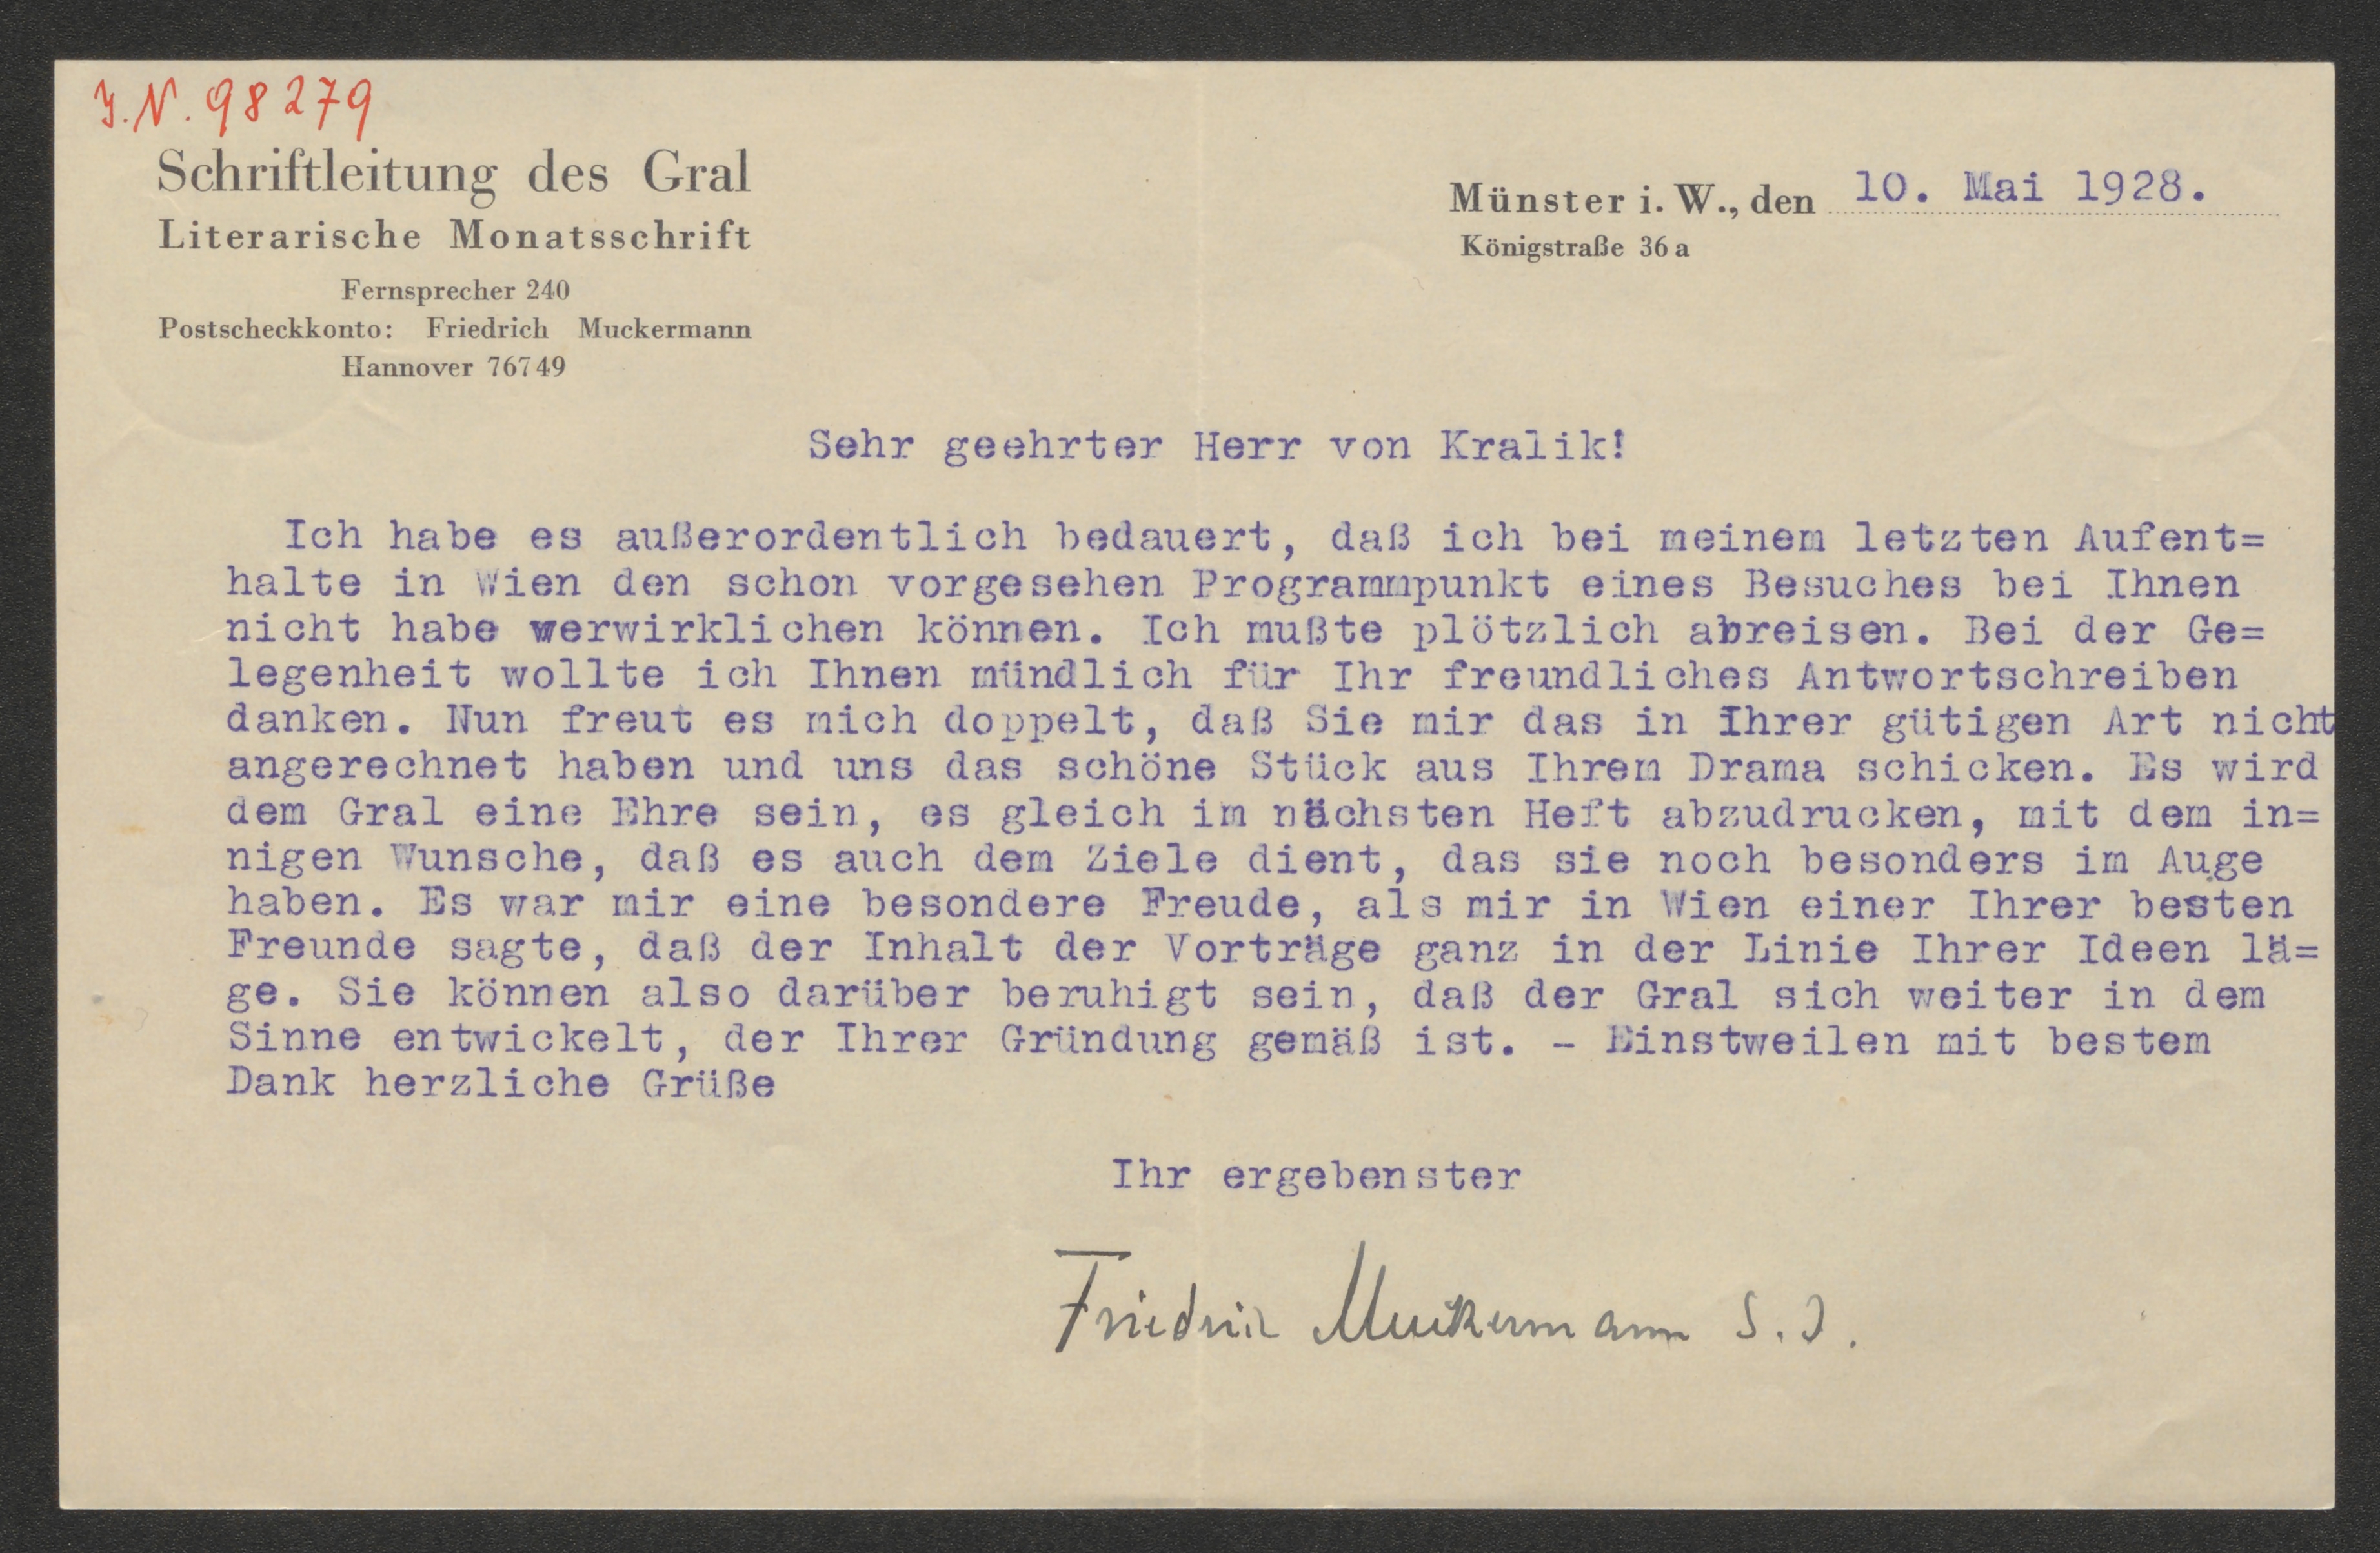 J. N. 98279
Schriftleitung des Gral
Literarische Monatsschrift
Fernsprecher 240
Postscheckkonto: Friedrich Muckermann
Hannover 76749
Münster i. W., den 10. Mai 1928.
Königstraße 36 a
Sehr geehrter Herr von Kralik!
Ich habe es außerordentlich bedauert, daß ich bei meinem letzten Aufent=
halte in Wien den schon vorgesehen Programmpunkt eines Besuches bei Ihnen
nicht habe verwirklichen können. Ich mußte plötzlich abreisen. Bei der Ge=
legenheit wollte ich Ihnen mündlich für Ihr freundliches Antwortschreiben
danken. Nun freut es mich doppelt, daß Sie mir das in Ihrer gütigen Art nicht
angerechnet haben und uns das schöne Stück aus Ihrem Drama schicken. Es wird
dem Gral eine Ehre sein, es gleich im nächsten Heft abzudrucken, mit dem in=
nigen Wunsche, daß es auch dem Ziele dient, das sie noch besonders im Auge
haben. Es war mir eine besondere Freude, als mir in Wien einer Ihrer besten
Freunde sagte, daß der Inhalt der Vorträge ganz in der Linie Ihrer Ideen lä=
ge. Sie können also darüber beruhigt sein, daß der Gral sich weiter in dem
Sinne entwickelt, der Ihrer Gründung gemäß ist. - Einstweilen mit bestem
Dank herzliche Grüße
Ihr ergebenster
Friedrich Muckermann S. J.